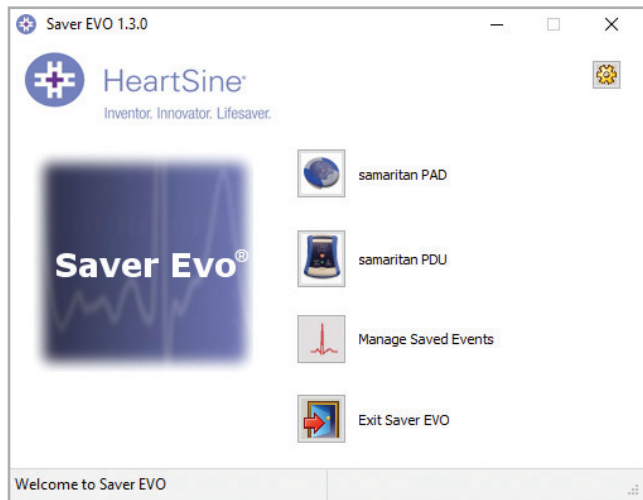 Saver EVO 1.3.0
HeartSine®
Inventor. Innovator. Lifesaver.
Saver Evo®
samaritan PAD
samaritan PDU
Manage Saved Events
Exit Saver EVO
Welcome to Saver EVO